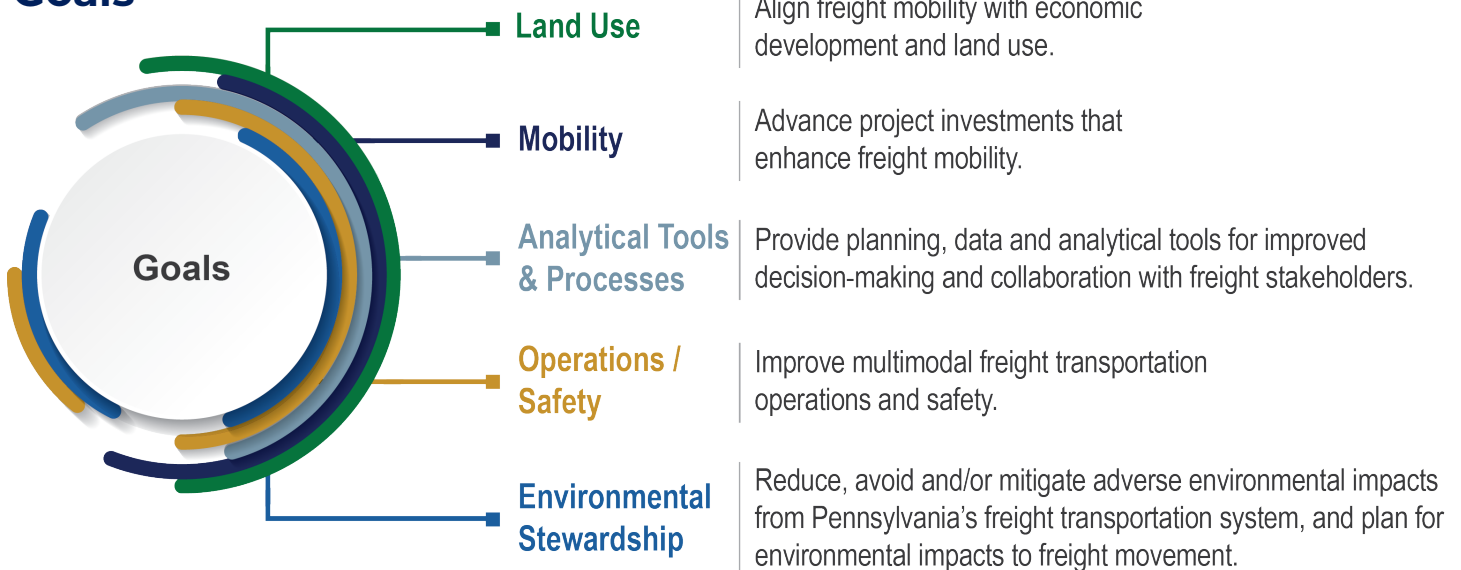 Goals
Land Use
Align freight mobility with economic
development and land use.
Mobility
Advance project investments that
enhance freight mobility.
Goals
Analytical Tools
& Processes
Provide planning, data and analytical tools for improved
decision-making and collaboration with freight stakeholders.
Operations /
Safety
Improve multimodal freight transportation
operations and safety.
Environmental
Stewardship
Reduce, avoid and/or mitigate adverse environmental impacts
from Pennsylvania’s freight transportation system, and plan for
environmental impacts to freight movement.